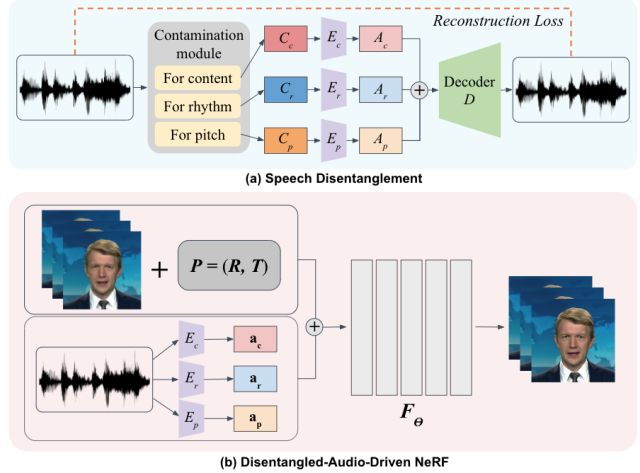 Reconstruction Loss
Contamination
module
For content
For rhythm
For pitch
C_c
E_c
A_c
C_r
E_r
A_r
C_p
E_p
A_p
+
Decoder
D
(a) Speech Disentanglement
+
P = (R, T)
+
E_c
a_c
E_r
a_r
E_p
a_p
F_Θ
(b) Disentangled-Audio-Driven NeRF